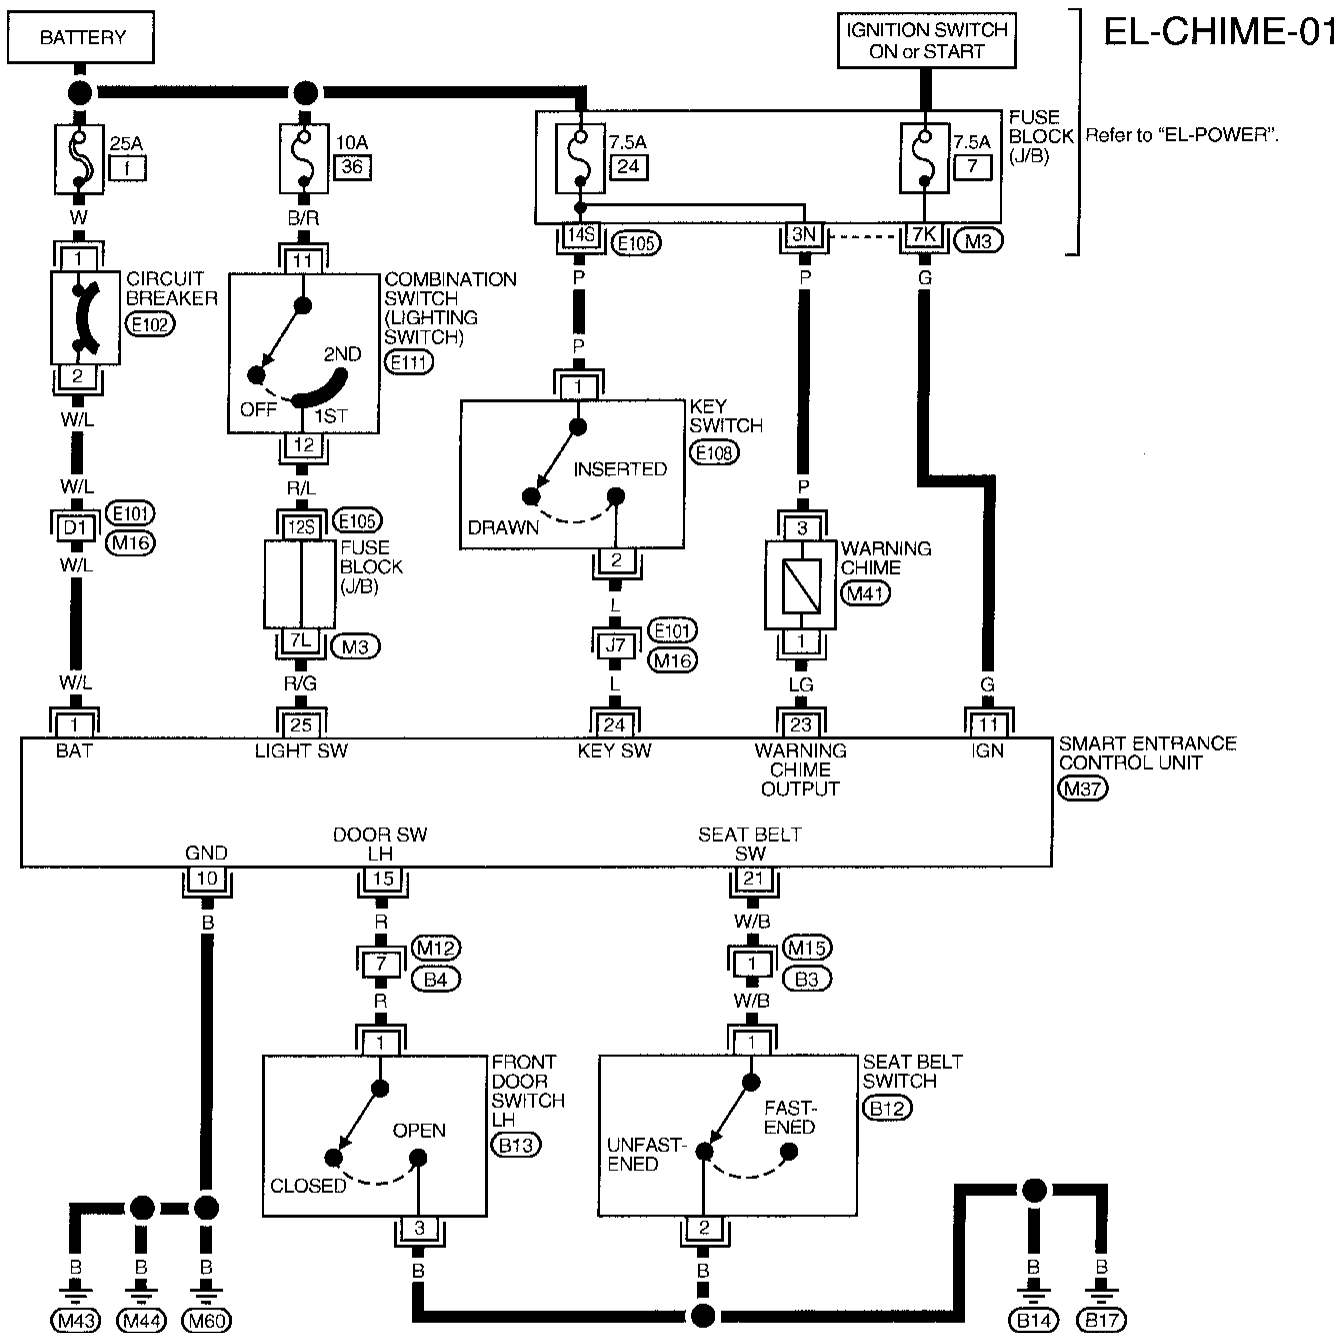 BATTERY
IGNITION SWITCH
ON or START
EL-CHIME-01
25A
f
10A
36
7.5A
24
7.5A
7
FUSE
BLOCK
(J/B)
Refer to "EL-POWER".
W
B/R
14S
E105
3N
7K
M3
1
11
P
P
G
CIRCUIT
BREAKER
E102
COMBINATION
SWITCH
(LIGHTING
SWITCH)
E111
2ND
OFF
1ST
2
12
W/L
R/L
P
1
KEY
SWITCH
E108
INSERTED
DRAWN
2
W/L
D1
E101
M16
W/L
12S
E105
FUSE
BLOCK
(J/B)
7L
M3
R/G
L
J7
E101
M16
L
P
3
WARNING
CHIME
M41
1
LG
W/L
G
1
25
24
23
11
BAT
LIGHT SW
KEY SW
WARNING
CHIME
OUTPUT
IGN
SMART ENTRANCE
CONTROL UNIT
M37
GND
DOOR SW
LH
SEAT BELT
SW
10
15
21
B
R
W/B
7
M12
B4
1
M15
B3
R
W/B
1
1
FRONT
DOOR
SWITCH
LH
B13
OPEN
CLOSED
SEAT BELT
SWITCH
B12
FAST-
ENED
UNFAST-
ENED
3
2
B
B
B
B
B
B
B
M43
M44
M60
B14
B17